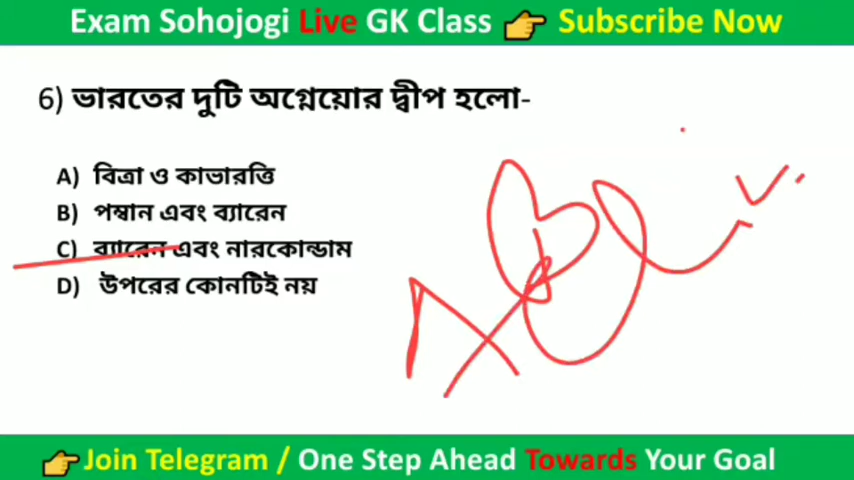 Exam Sohojogi Live GK Class 👉 Subscribe Now
6) ভারতের দুটি অগ্নেয়োর দ্বীপ হলো-
A) বিত্রা ও কাভারত্তি
B) পম্বান এবং ব্যারেন
C) ব্যারেন এবং নারকোন্ডাম
D) উপরের কোনটিই নয়
👉Join Telegram / One Step Ahead Towards Your Goal